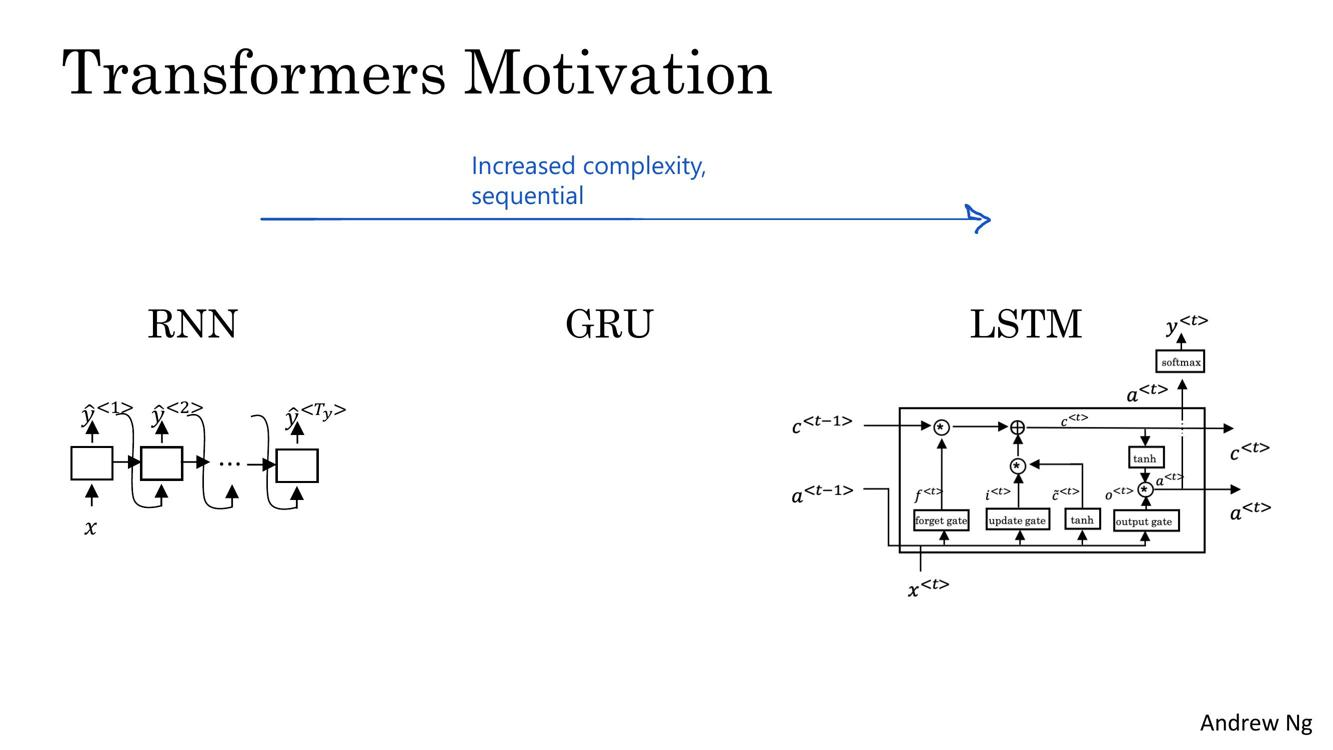 Transformers Motivation
Increased complexity,
sequential
RNN
GRU
LSTM
ŷ<1> ŷ<2> ŷ<Ty>
...
x
y<t>
softmax
a<t>
c<t−1>
c<t>
c<t>
tanh
a<t−1>
f<t>
i<t>
c̃<t>
o<t>
a<t>
a<t>
forget gate
update gate
tanh
output gate
x<t>
Andrew Ng